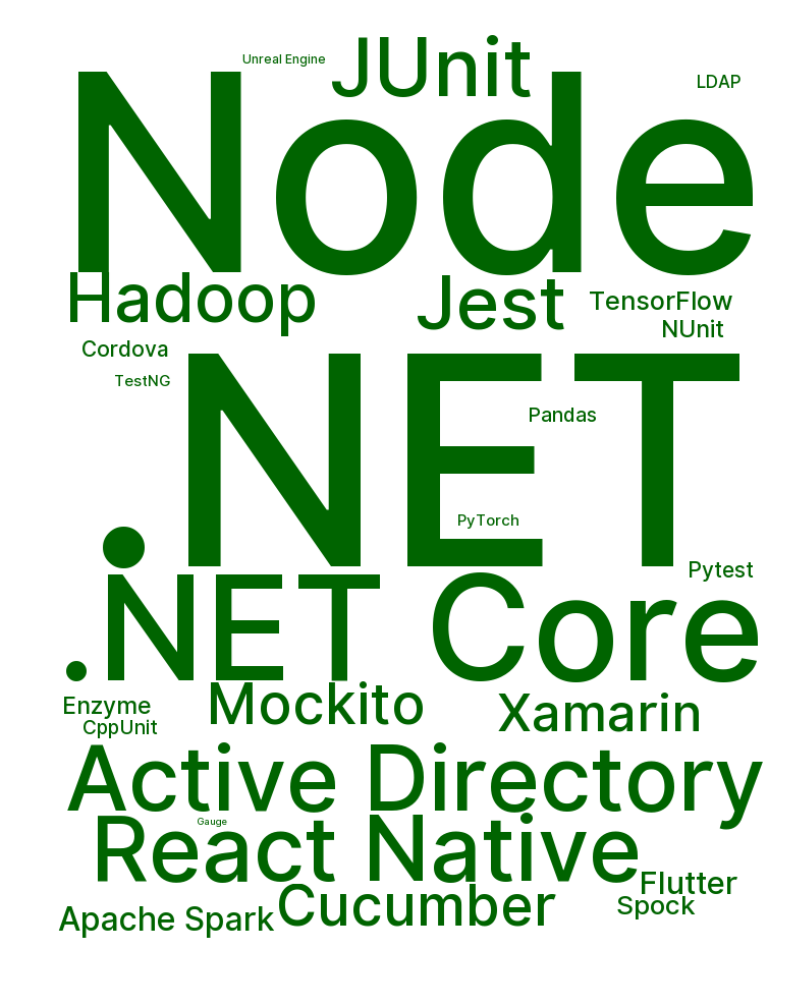 Unreal Engine
JUnit
LDAP
Node
Hadoop
Jest
TensorFlow
NUnit
Cordova
TestNG
.NET
Pandas
PyTorch
Pytest
.NET Core
Enzyme
Mockito
Xamarin
CppUnit
Active Directory
Gauge
React Native
Flutter
Cucumber
Spock
Apache Spark